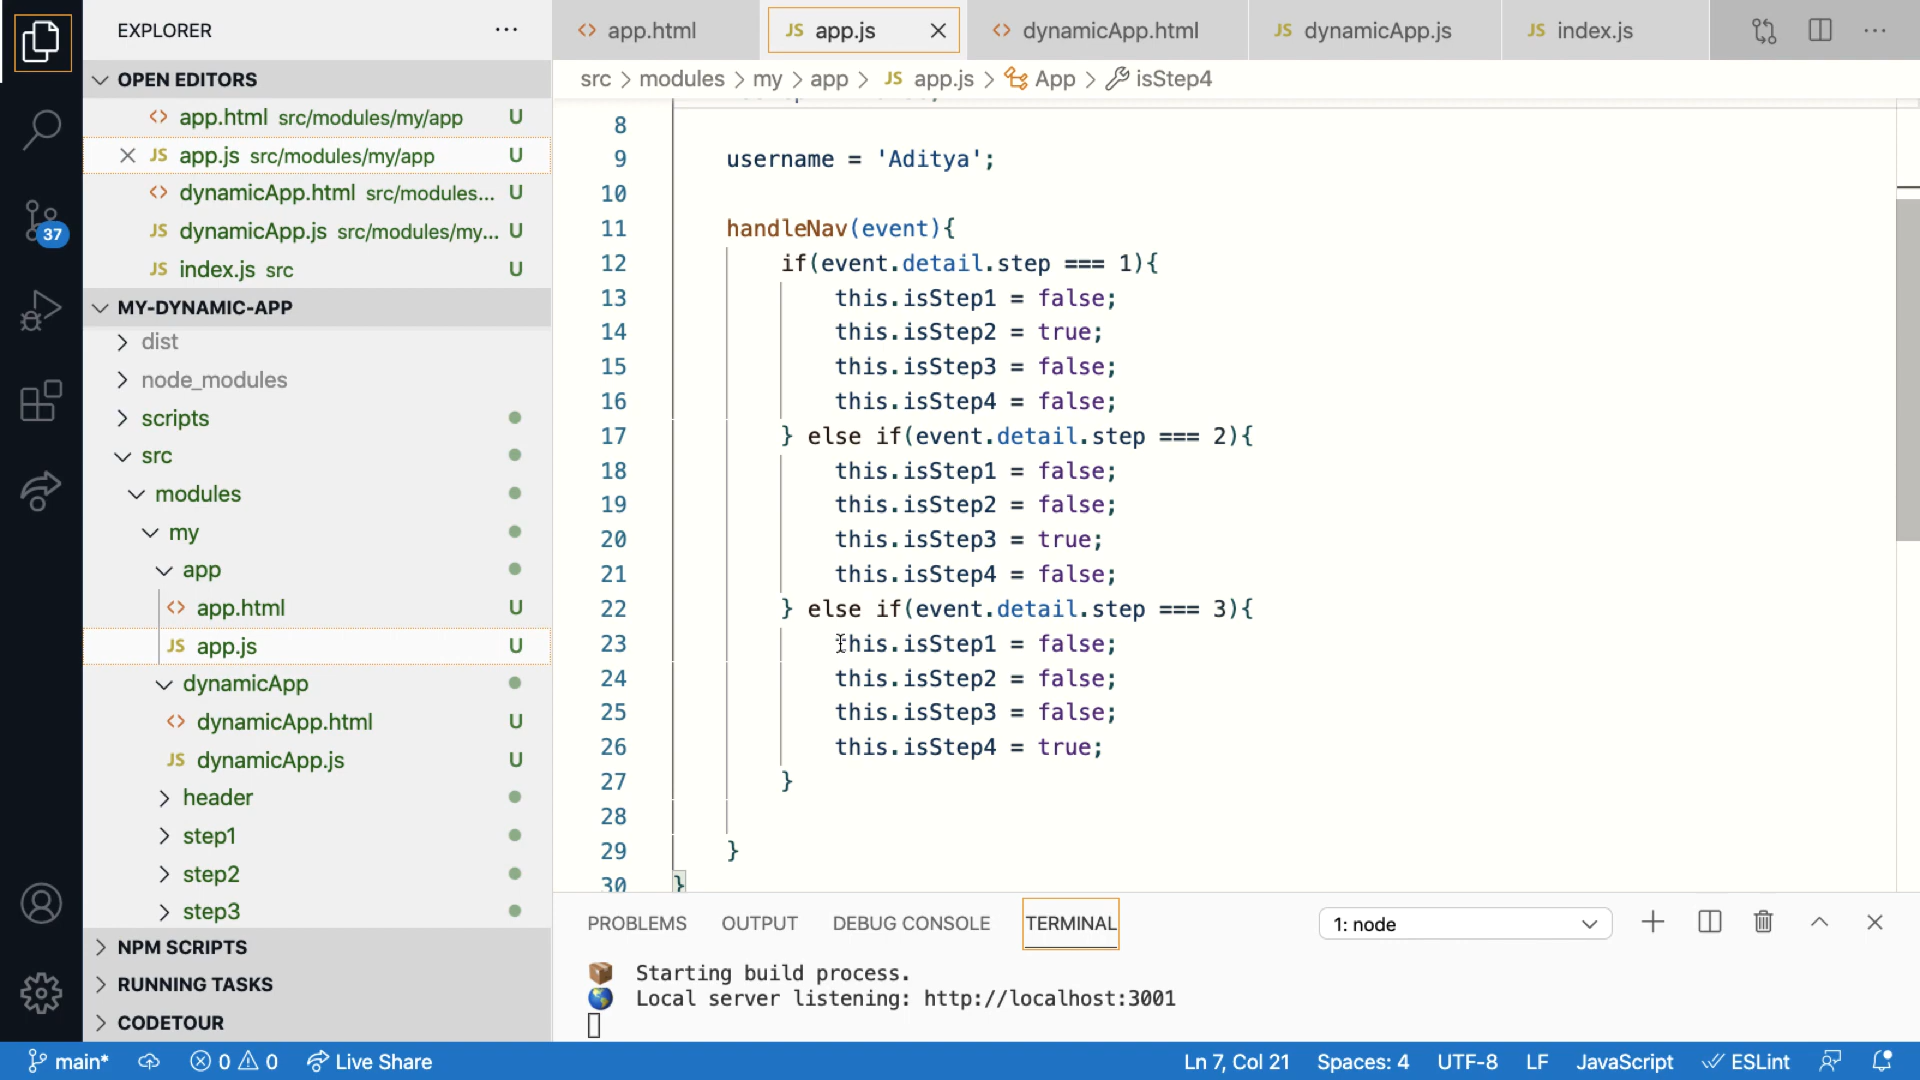 EXPLORER
OPEN EDITORS
app.html src/modules/my/app U
app.js src/modules/my/app U
dynamicApp.html src/modules... U
dynamicApp.js src/modules/my... U
index.js src U
MY-DYNAMIC-APP
dist
node_modules
scripts
src
modules
my
app
app.html U
app.js U
dynamicApp
dynamicApp.html U
dynamicApp.js U
header
step1
step2
step3
NPM SCRIPTS
RUNNING TASKS
CODETOUR
37
app.html JS app.js dynamicApp.html JS dynamicApp.js JS index.js
src > modules > my > app > JS app.js > App > isStep4
8
9 username = 'Aditya';
10
11 handleNav(event){
12 if(event.detail.step === 1){
13 this.isStep1 = false;
14 this.isStep2 = true;
15 this.isStep3 = false;
16 this.isStep4 = false;
17 } else if(event.detail.step === 2){
18 this.isStep1 = false;
19 this.isStep2 = false;
20 this.isStep3 = true;
21 this.isStep4 = false;
22 } else if(event.detail.step === 3){
23 this.isStep1 = false;
24 this.isStep2 = false;
25 this.isStep3 = false;
26 this.isStep4 = true;
27 }
28
29 }
30 }
PROBLEMS OUTPUT DEBUG CONSOLE TERMINAL 1: node
Starting build process.
Local server listening: http://localhost:3001
main* 0 0 Live Share Ln 7, Col 21 Spaces: 4 UTF-8 LF JavaScript ESLint